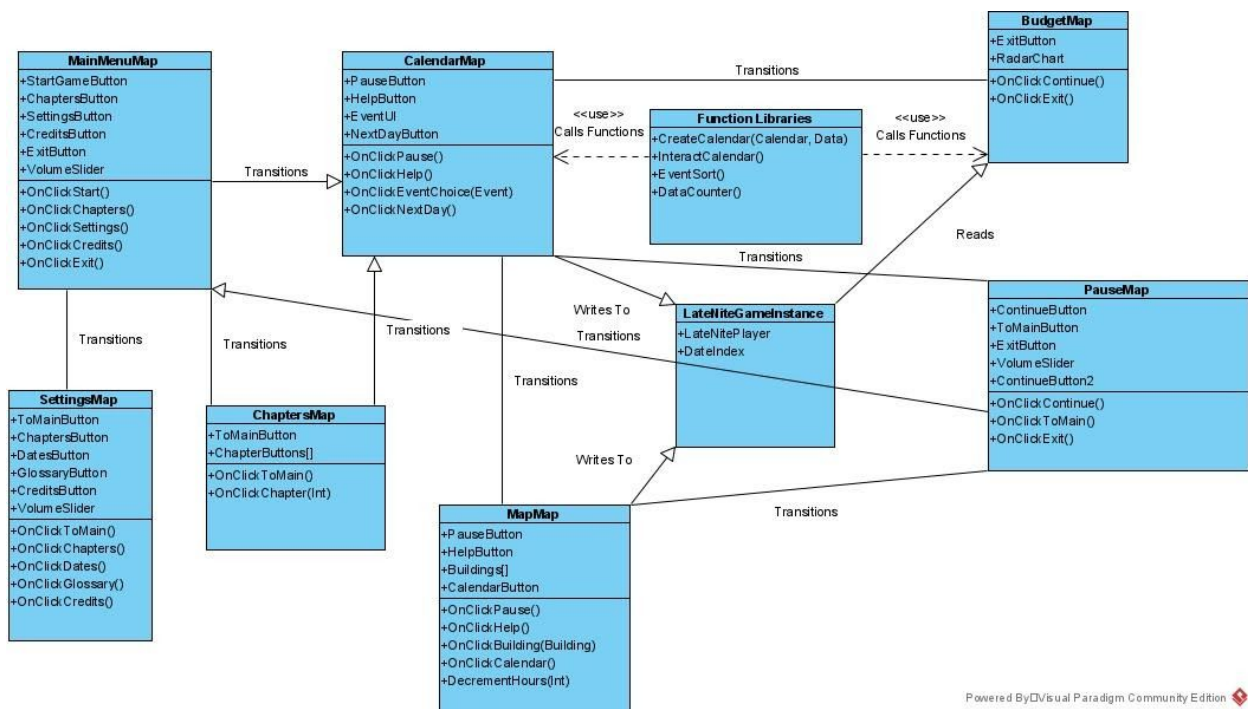 MainMenuMap
+StartGameButton
+ChaptersButton
+SettingsButton
+CreditsButton
+ExitButton
+VolumeSlider
+OnClickStart()
+OnClickChapters()
+OnClickSettings()
+OnClickCredits()
+OnClickExit()
Transitions
CalendarMap
+PauseButton
+HelpButton
+EventUI
+NextDayButton
+OnClickPause()
+OnClickHelp()
+OnClickEventChoice(Event)
+OnClickNextDay()
Transitions
<<use>>
Calls Functions
Function Libraries
+CreateCalendar(Calendar, Data)
+InteractCalendar()
+EventSort()
+DataCounter()
<<use>>
Calls Functions
BudgetMap
+ExitButton
+RadarChart
+OnClickContinue()
+OnClickExit()
Reads
Transitions
Writes To
Transitions
LateNiteGameInstance
+LateNitePlayer
+DateIndex
PauseMap
+ContinueButton
+ToMainButton
+ExitButton
+VolumeSlider
+ContinueButton2
+OnClickContinue()
+OnClickToMain()
+OnClickExit()
Transitions
Transitions
Transitions
SettingsMap
+ToMainButton
+ChaptersButton
+DatesButton
+GlossaryButton
+CreditsButton
+VolumeSlider
+OnClickToMain()
+OnClickChapters()
+OnClickDates()
+OnClickGlossary()
+OnClickCredits()
ChaptersMap
+ToMainButton
+ChapterButtons[]
+OnClickToMain()
+OnClickChapter(Int)
Transitions
Writes To
Transitions
MapMap
+PauseButton
+HelpButton
+Buildings[]
+CalendarButton
+OnClickPause()
+OnClickHelp()
+OnClickBuilding(Building)
+OnClickCalendar()
+DecrementHours(Int)
Powered By□Visual Paradigm Community Edition